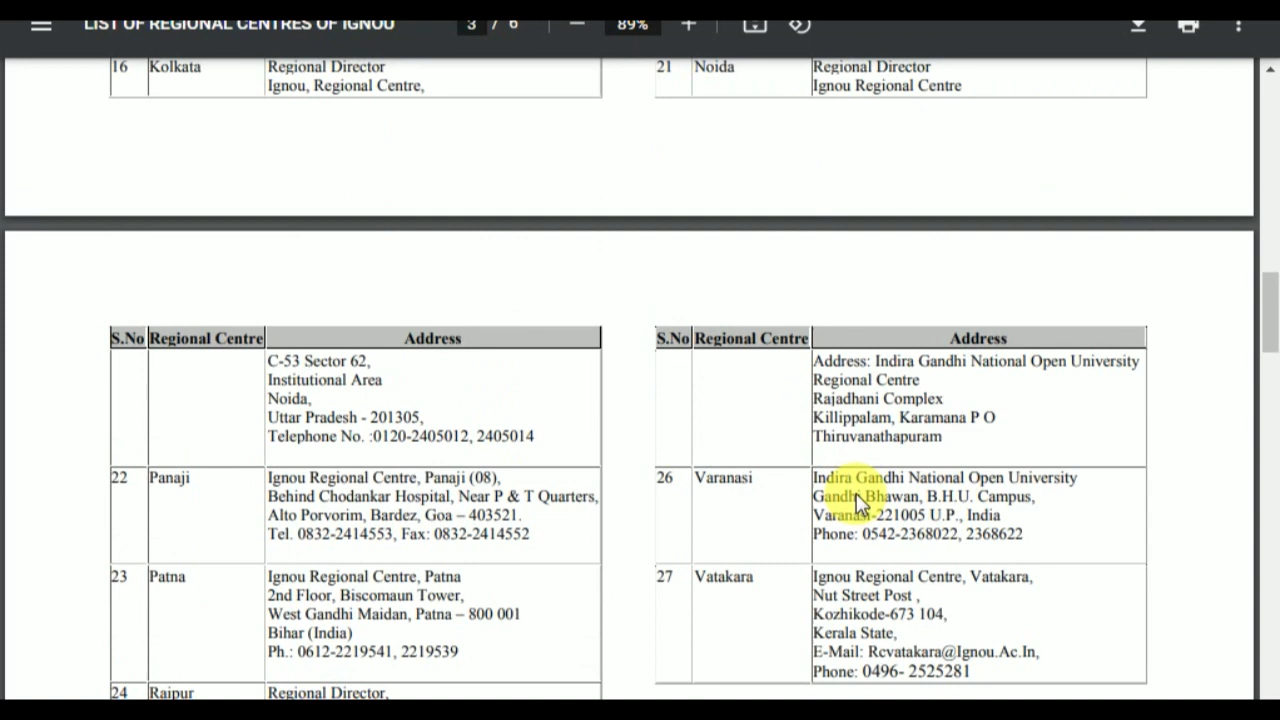 LIST OF REGIONAL CENTRES OF IGNOU 3 / 6 89%
16 Kolkata Regional Director
Ignou, Regional Centre,
21 Noida Regional Director
Ignou Regional Centre
S.No Regional Centre Address
C-53 Sector 62,
Institutional Area
Noida,
Uttar Pradesh - 201305,
Telephone No. :0120-2405012, 2405014
22 Panaji Ignou Regional Centre, Panaji (08),
Behind Chodankar Hospital, Near P & T Quarters,
Alto Porvorim, Bardez, Goa – 403521.
Tel. 0832-2414553, Fax: 0832-2414552
23 Patna Ignou Regional Centre, Patna
2nd Floor, Biscomaun Tower,
West Gandhi Maidan, Patna – 800 001
Bihar (India)
Ph.: 0612-2219541, 2219539
24 Raipur Regional Director,
S.No Regional Centre Address
Address: Indira Gandhi National Open University
Regional Centre
Rajadhani Complex
Killippalam, Karamana P O
Thiruvanathapuram
26 Varanasi Indira Gandhi National Open University
Gandhi Bhawan, B.H.U. Campus,
Varanasi-221005 U.P., India
Phone: 0542-2368022, 2368622
27 Vatakara Ignou Regional Centre, Vatakara,
Nut Street Post ,
Kozhikode-673 104,
Kerala State,
E-Mail: Rcvatakara@Ignou.Ac.In,
Phone: 0496- 2525281